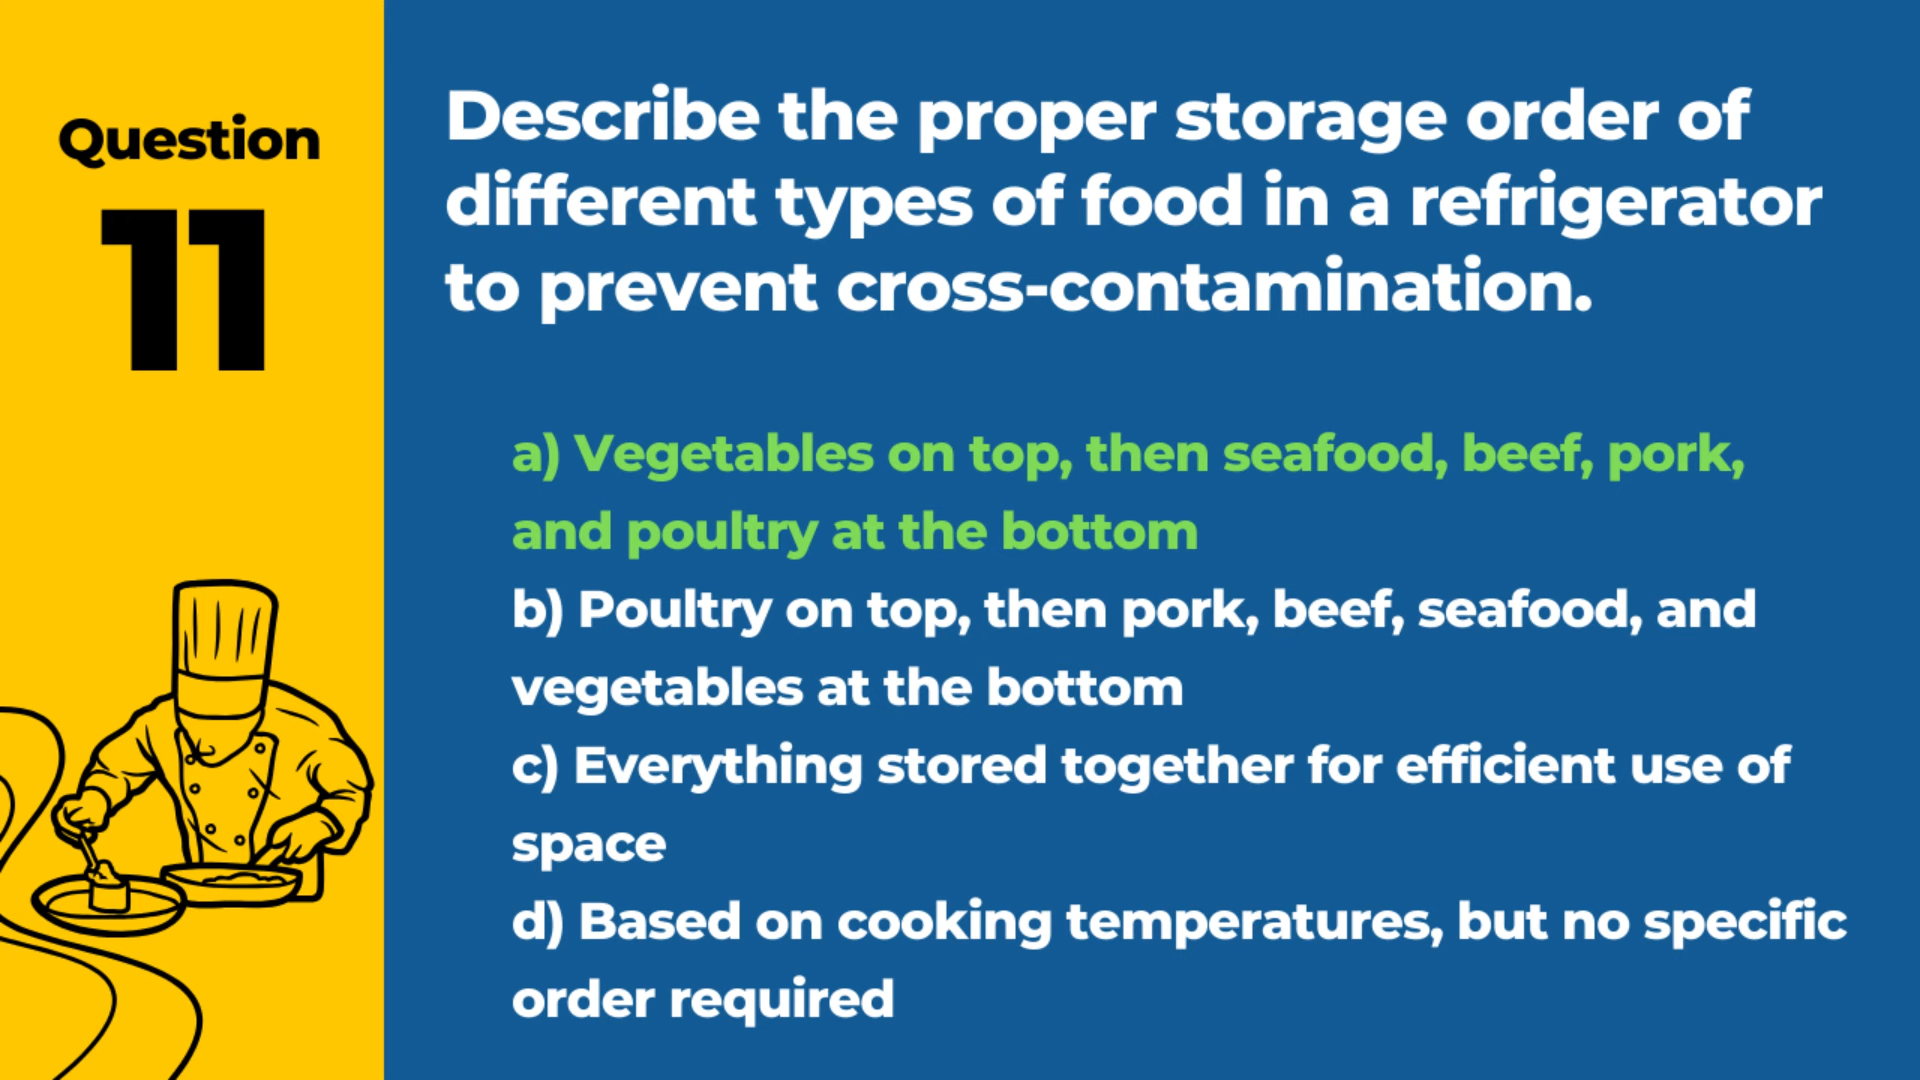 Question
11
Describe the proper storage order of
different types of food in a refrigerator
to prevent cross-contamination.
a) Vegetables on top, then seafood, beef, pork,
and poultry at the bottom
b) Poultry on top, then pork, beef, seafood, and
vegetables at the bottom
c) Everything stored together for efficient use of
space
d) Based on cooking temperatures, but no specific
order required